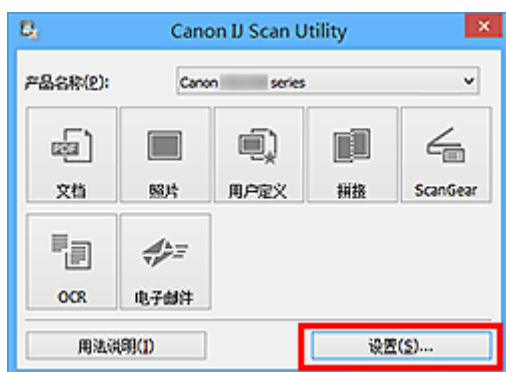 Canon IJ Scan Utility
产品名称(P): Canon series
文档 照片 用户定义 拼接 ScanGear
OCR 电子邮件
用法说明(I) 设置(S)...